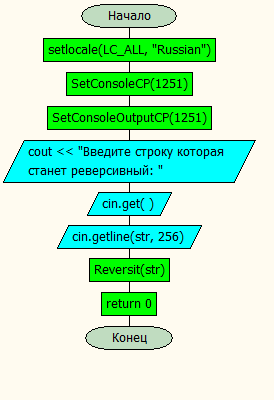 Начало
setlocale(LC_ALL, "Russian")
SetConsoleCP(1251)
SetConsoleOutputCP(1251)
cout << "Введите строку которая
станет реверсивный: "
cin.get( )
cin.getline(str, 256)
Reversit(str)
return 0
Конец